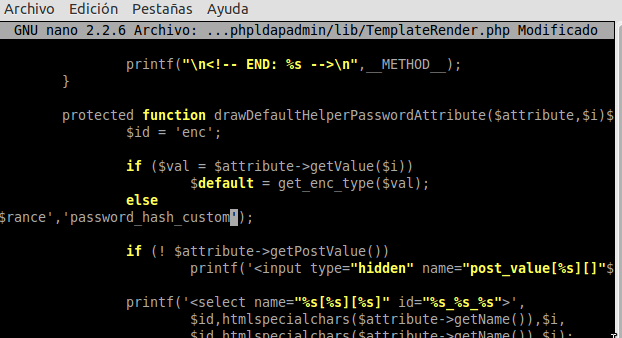 Archivo Edición Pestañas Ayuda
GNU nano 2.2.6 Archivo: ...phpldapadmin/lib/TemplateRender.php Modificado
printf("\n<!-- END: %s -->\n",__METHOD__);
}
protected function drawDefaultHelperPasswordAttribute($attribute,$i)$
$id = 'enc';
if ($val = $attribute->getValue($i))
$default = get_enc_type($val);
else
$rance','password_hash_custom');
if (! $attribute->getPostValue())
printf('<input type="hidden" name="post_value[%s][]"$
printf('<select name="%s[%s][%s]" id="%s_%s_%s">',
$id,htmlspecialchars($attribute->getName()),$i,
$id,htmlspecialchars($attribute->getName()),$i);